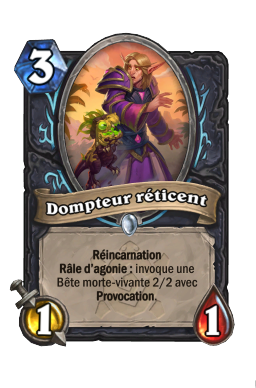 3
Dompteur réticent
Réincarnation
Râle d'agonie : invoque une
Bête morte-vivante 2/2 avec
Provocation.
1
1